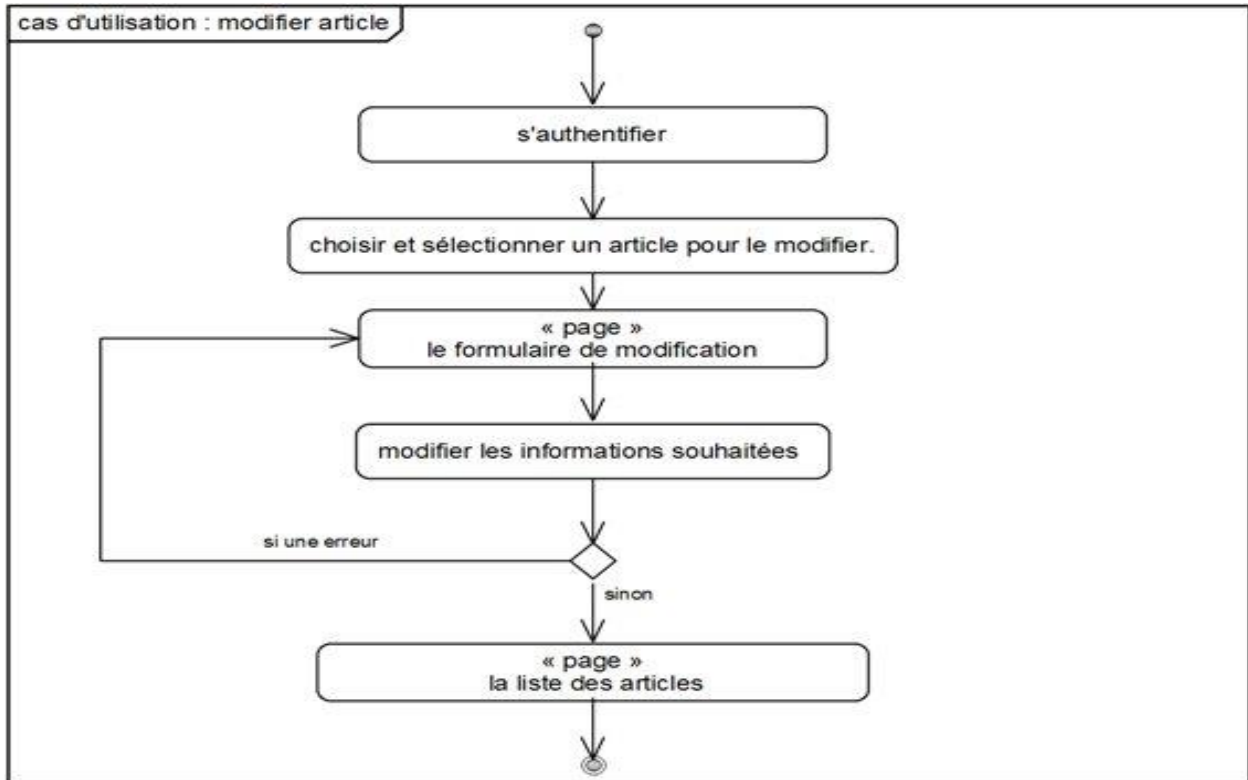 cas d'utilisation : modifier article
s'authentifier
choisir et sélectionner un article pour le modifier.
« page »
le formulaire de modification
modifier les informations souhaitées
si une erreur
sinon
« page »
la liste des articles